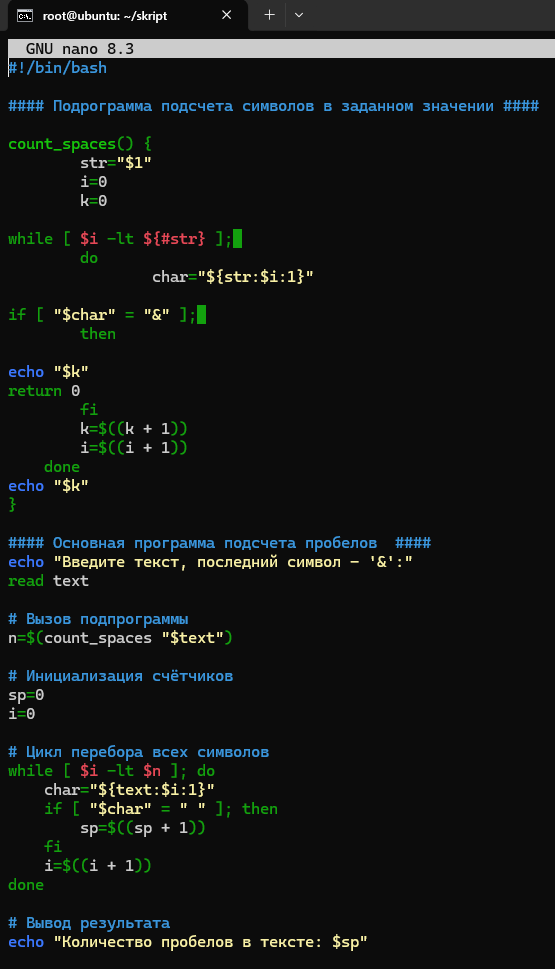 root@ubuntu: ~/skript
GNU nano 8.3
#!/bin/bash
#### Подрограмма подсчета символов в заданном значении ####
count_spaces() {
str="$1"
i=0
k=0
while [ $i -lt ${#str} ];
do
char="${str:$i:1}"
if [ "$char" = "&" ];
then
echo "$k"
return 0
fi
k=$((k + 1))
i=$((i + 1))
done
echo "$k"
}
#### Основная программа подсчета пробелов  ####
echo "Введите текст, последний символ – '&':"
read text
# Вызов подпрограммы
n=$(count_spaces "$text")
# Инициализация счётчиков
sp=0
i=0
# Цикл перебора всех символов
while [ $i -lt $n ]; do
char="${text:$i:1}"
if [ "$char" = " " ]; then
sp=$((sp + 1))
fi
i=$((i + 1))
done
# Вывод результата
echo "Количество пробелов в тексте: $sp"